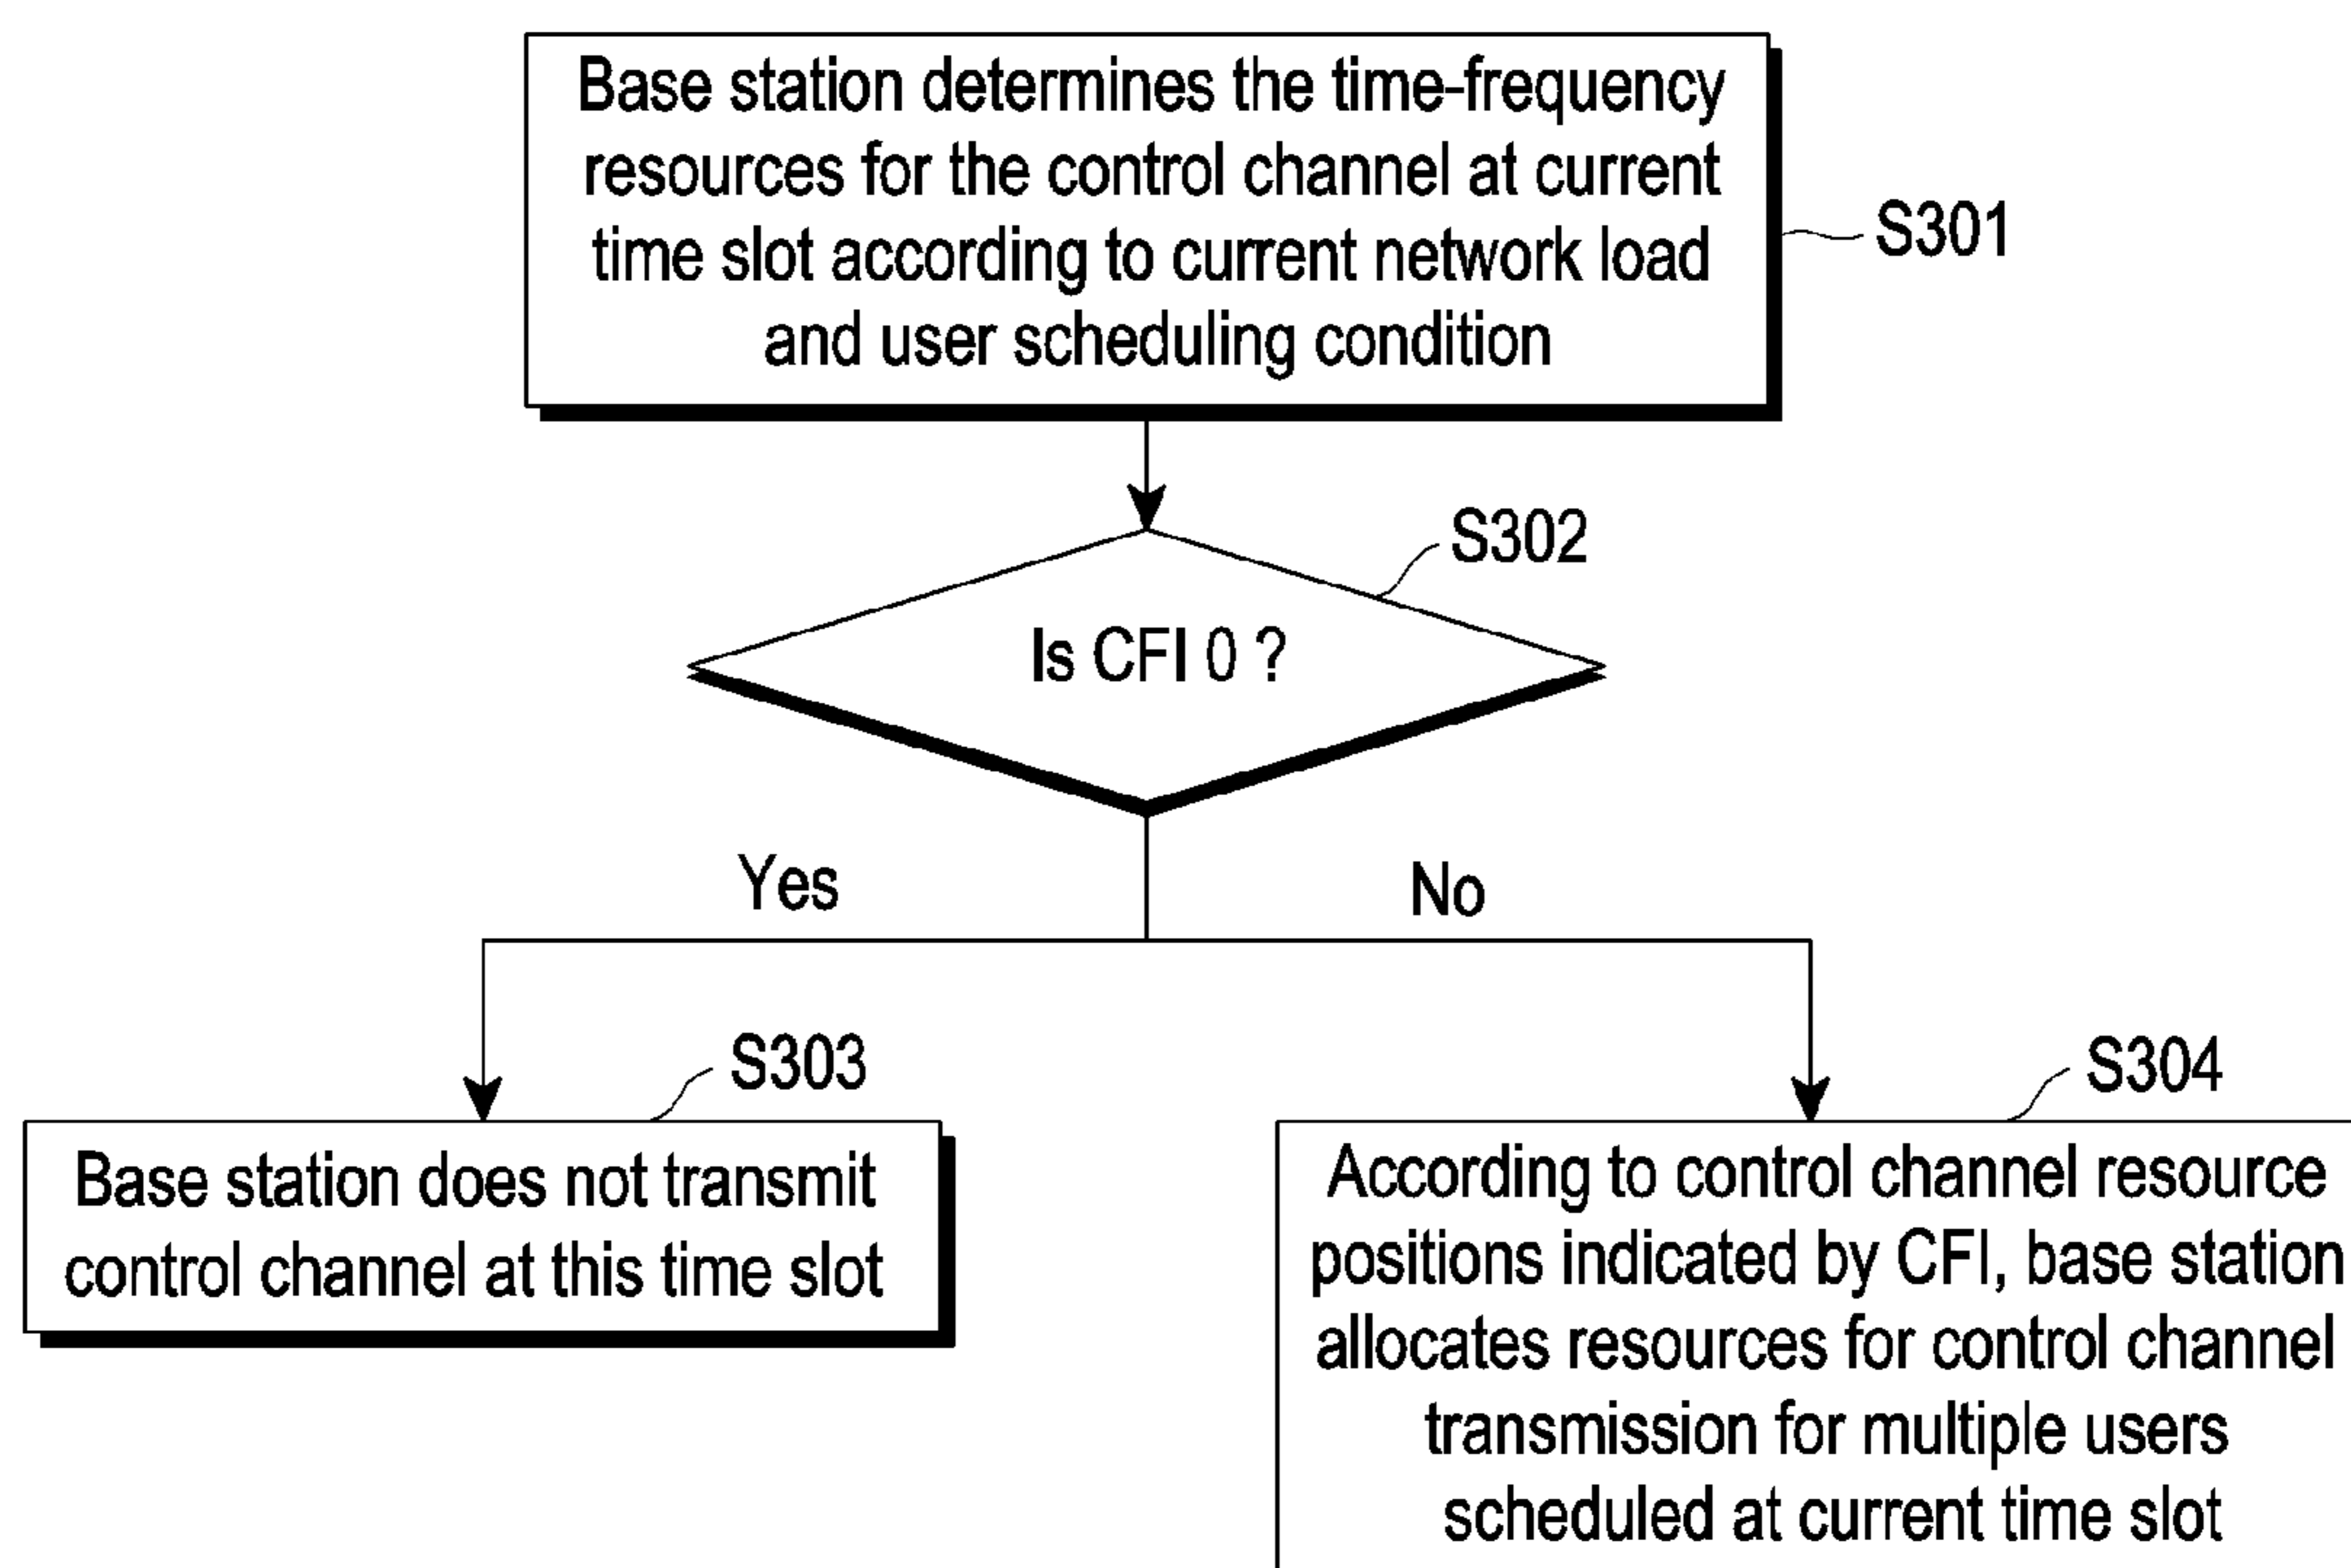 Base station determines the time-frequency
resources for the control channel at current
time slot according to current network load
and user scheduling condition
S301
S302
Is CFI 0 ?
Yes
No
S303
Base station does not transmit
control channel at this time slot
S304
According to control channel resource
positions indicated by CFI, base station
allocates resources for control channel
transmission for multiple users
scheduled at current time slot